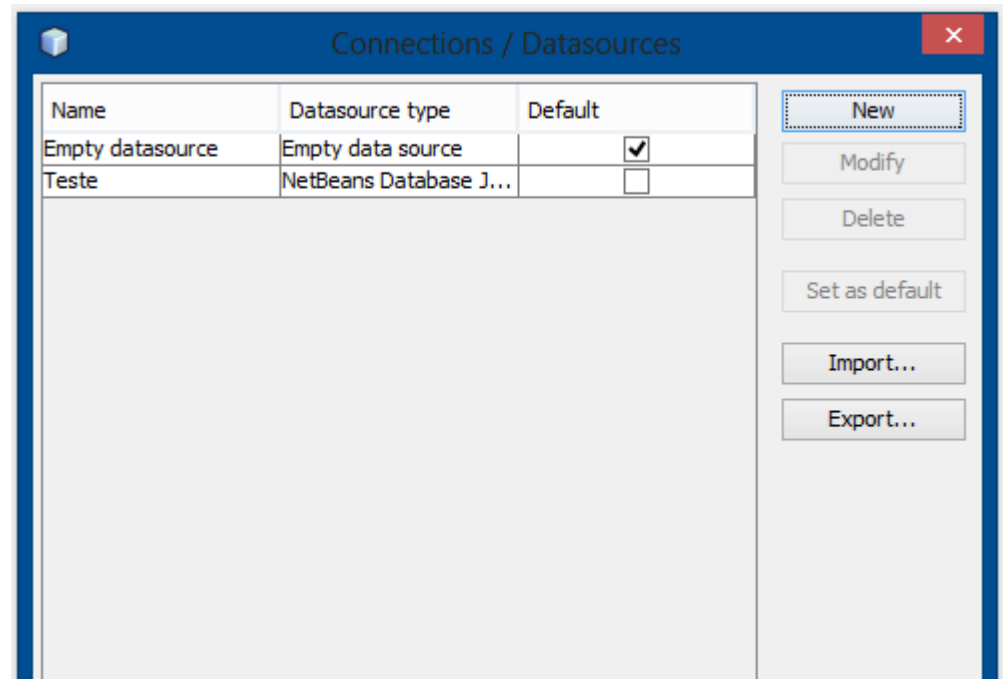 Connections / Datasources
Name Datasource type Default
Empty datasource Empty data source
Teste NetBeans Database J...
New
Modify
Delete
Set as default
Import...
Export...